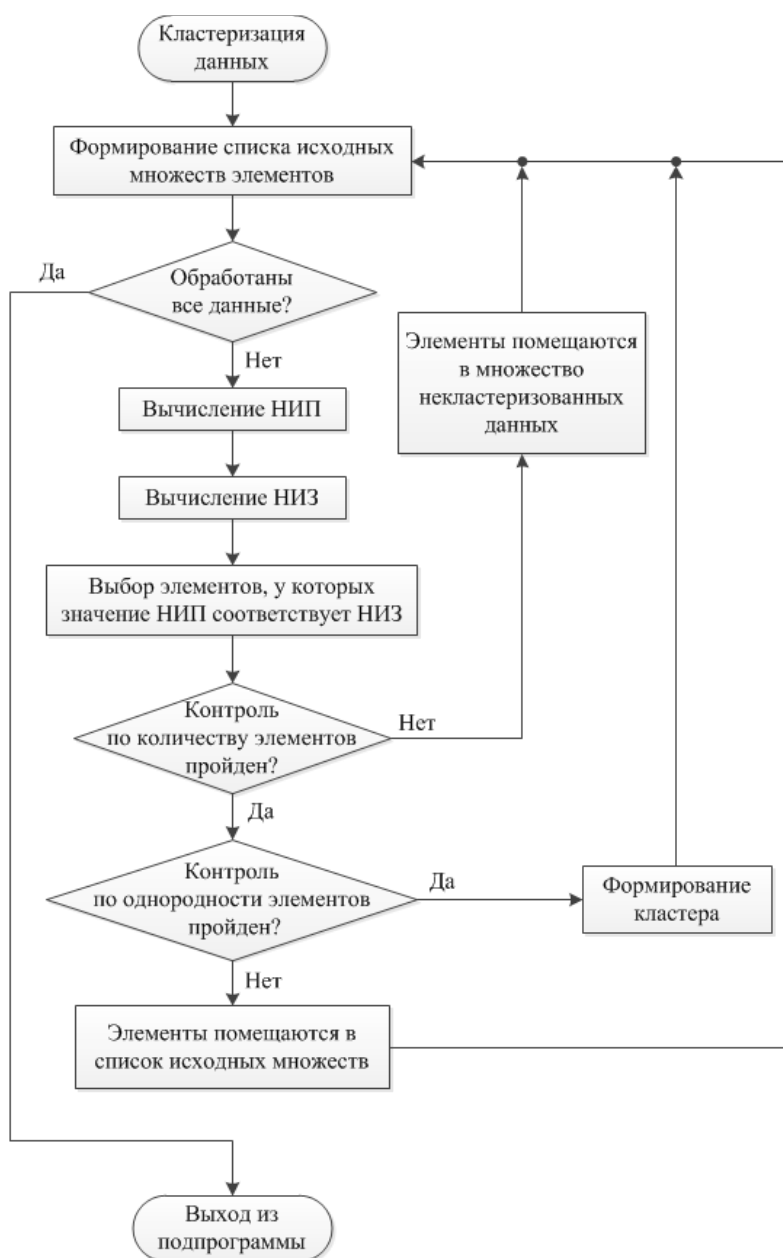 Кластеризация
данных
Формирование списка исходных
множеств элементов
Да
Обработаны
все данные?
Нет
Элементы помещаются
в множество
некластеризованных
данных
Вычисление НИП
Вычисление НИЗ
Выбор элементов, у которых
значение НИП соответствует НИЗ
Контроль
по количеству элементов
пройден?
Нет
Да
Контроль
по однородности элементов
пройден?
Да
Формирование
кластера
Нет
Элементы помещаются в
список исходных множеств
Выход из
подпрограммы